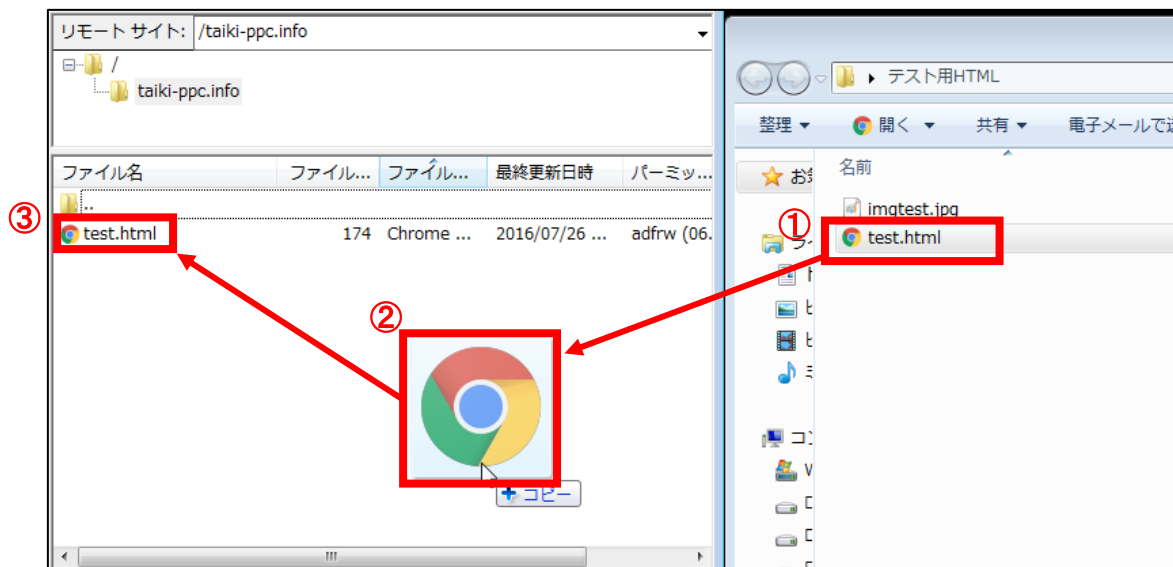 リモート サイト: /taiki-ppc.info
/
taiki-ppc.info
ファイル名 ファイル... ファイル... 最終更新日時 パーミッ...
..
③ test.html 174 Chrome ... 2016/07/26 ... adfrw (06.
②
コピー
テスト用HTML
整理 開く 共有 電子メールで送
名前
imgtest.jpg
① test.html